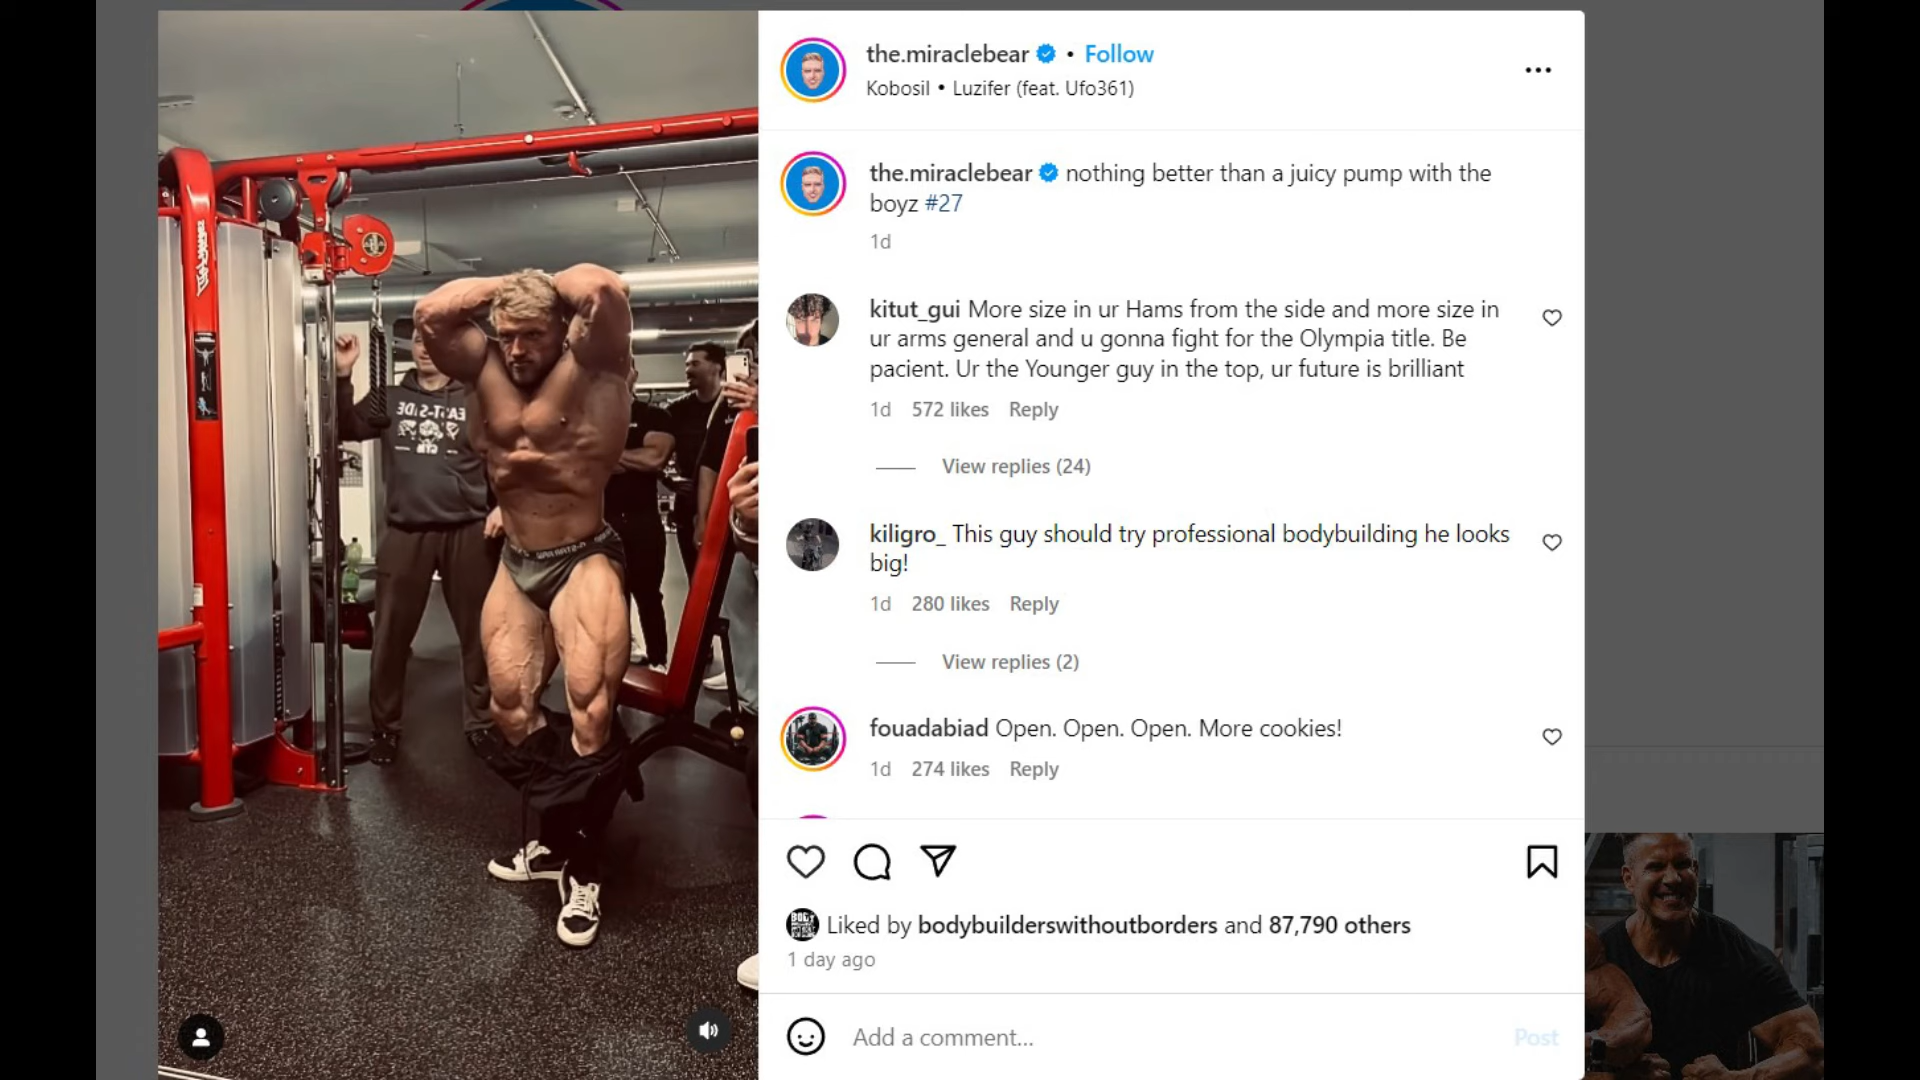 the.miraclebear • Follow
Kobosil • Luzifer (feat. Ufo361)
the.miraclebear nothing better than a juicy pump with the
boyz #27
1d
kitut_gui More size in ur Hams from the side and more size in
ur arms general and u gonna fight for the Olympia title. Be
pacient. Ur the Younger guy in the top, ur future is brilliant
1d 572 likes Reply
View replies (24)
kiligro_ This guy should try professional bodybuilding he looks
big!
1d 280 likes Reply
View replies (2)
fouadabiad Open. Open. Open. More cookies!
1d 274 likes Reply
Liked by bodybuilderswithoutborders and 87,790 others
1 day ago
Add a comment...
Post
EAST-SIDE
GYM